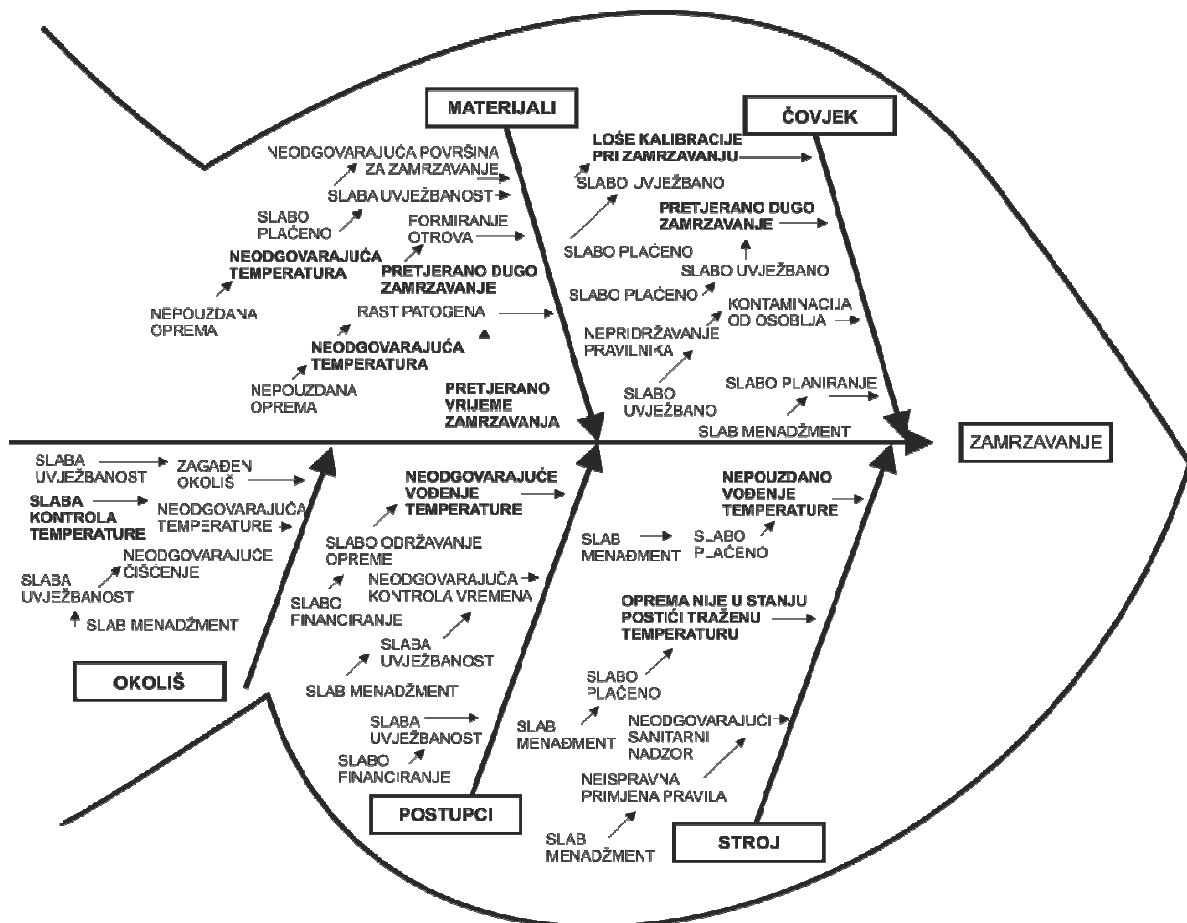 MATERIJALI
NEODGOVARAJUĆA POVRŠINA
ZA ZAMRZAVANJE
SLABA UVJEŽBANOST
SLABO
PLAĆENO
FORMIRANJE
OTROVA
NEODGOVARAJUĆA
TEMPERATURA
PRETJERANO DUGO
ZAMRZAVANJE
NEPOUZDANA
OPREMA
RAST PATOGENA
NEODGOVARAJUĆA
TEMPERATURA
NEPOUZDANA
OPREMA
PRETJERANO
VRIJEME
ZAMRZAVANJA
ČOVJEK
LOŠE KALIBRACIJE
PRI ZAMRZAVANJU
SLABO UVJEŽBANO
SLABO PLAĆENO
PRETJERANO DUGO
ZAMRZAVANJE
SLABO UVJEŽBANO
SLABO PLAĆENO
KONTAMINACIJA
OD OSOBLJA
NEPRIDRŽAVANJE
PRAVILNIKA
SLABO
UVJEŽBANO
SLABO PLANIRANJE
SLAB MENADŽMENT
ZAMRZAVANJE
SLABA
UVJEŽBANOST
ZAGAĐEN
OKOLIŠ
SLABA
KONTROLA
TEMPERATURE
NEODGOVARAJUĆA
TEMPERATURE
NEODGOVARAJUĆE
ČIŠĆENJE
SLABA
UVJEŽBANOST
SLAB MENADŽMENT
OKOLIŠ
NEODGOVARAJUĆE
VOĐENJE
TEMPERATURE
SLABO ODRŽAVANJE
OPREME
SLABO
FINANCIRANJE
NEODGOVARAJUĆA
KONTROLA VREMENA
SLABA
UVJEŽBANOST
SLAB MENADŽMENT
SLABA
UVJEŽBANOST
SLABO
FINANCIRANJE
POSTUPCI
NEPOUZDANO
VOĐENJE
TEMPERATURE
SLAB
MENAĐMENT
SLABO
PLAĆENO
OPREMA NIJE U STANJU
POSTIĆI TRAŽENU
TEMPERATURU
SLABO
PLAĆENO
SLAB
MENAĐMENT
NEODGOVARAJUĆI
SANITARNI
NADZOR
NEISPRAVNA
PRIMJENA PRAVILA
SLAB
MENADŽMENT
STROJ